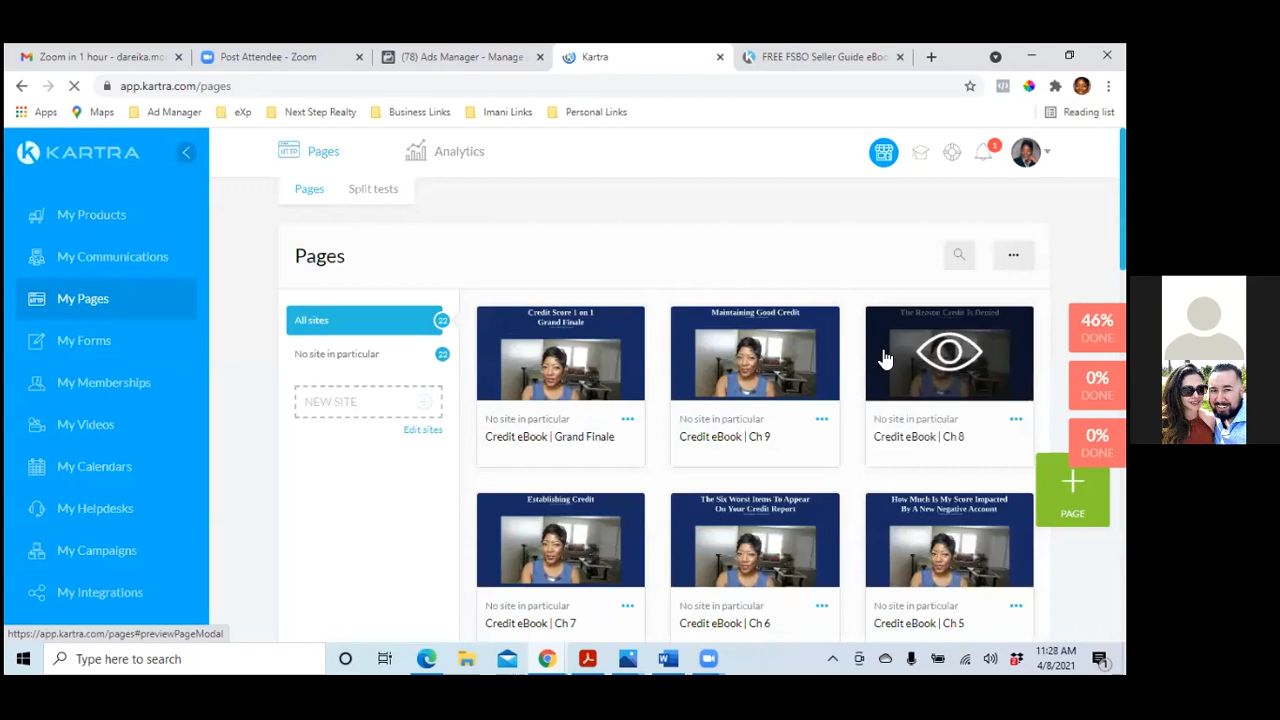 Zoom in 1 hour - dareika.mo
Post Attendee - Zoom
(78) Ads Manager - Manage
Kartra
FREE FSBO Seller Guide eBoo
app.kartra.com/pages
Apps
Maps
Ad Manager
eXp
Next Step Realty
Business Links
Imani Links
Personal Links
Reading list
KARTRA
HTTP
Pages
Analytics
1
Pages
Split tests
My Products
My Communications
HTTP
My Pages
My Forms
My Memberships
My Videos
My Calendars
My Helpdesks
My Campaigns
My Integrations
Pages
All sites
22
No site in particular
22
NEW SITE
Edit sites
Credit Score 1 on 1
Grand Finale
No site in particular
Credit eBook | Grand Finale
Maintaining Good Credit
No site in particular
Credit eBook | Ch 9
The Reason Credit Is Denied
No site in particular
Credit eBook | Ch 8
Establishing Credit
No site in particular
Credit eBook | Ch 7
The Six Worst Items To Appear
On Your Credit Report
No site in particular
Credit eBook | Ch 6
How Much Is My Score Impacted
By A New Negative Account
No site in particular
Credit eBook | Ch 5
46%
DONE
0%
DONE
0%
DONE
PAGE
https://app.kartra.com/pages#previewPageModal
Type here to search
11:28 AM
4/8/2021
1